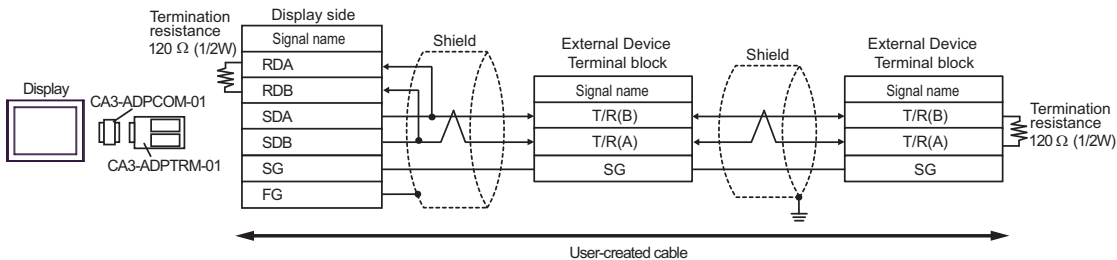 Termination
resistance
120 Ω (1/2W)
Display side
Signal name
RDA
RDB
SDA
SDB
SG
FG
Display
CA3-ADPCOM-01
CA3-ADPTRM-01
Shield
External Device
Terminal block
Signal name
T/R(B)
T/R(A)
SG
Shield
External Device
Terminal block
Signal name
T/R(B)
T/R(A)
SG
Termination
resistance
120 Ω (1/2W)
User-created cable